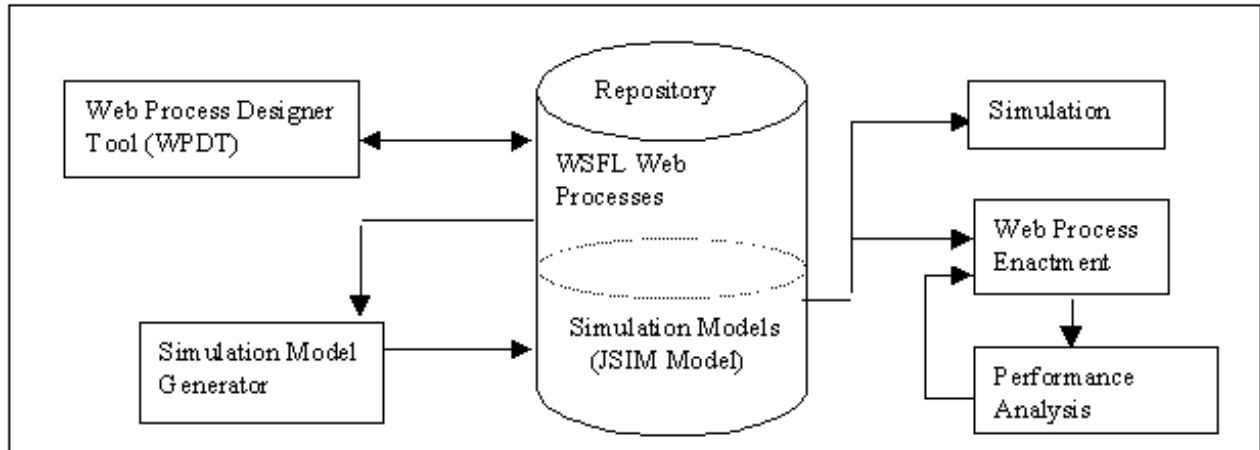 Web Process Designer
Tool (WPDT)
Repository
WSFL Web
Processes
Simulation Models
(JSIM Model)
Simulation Model
Generator
Simulation
Web Process
Enactment
Performance
Analysis